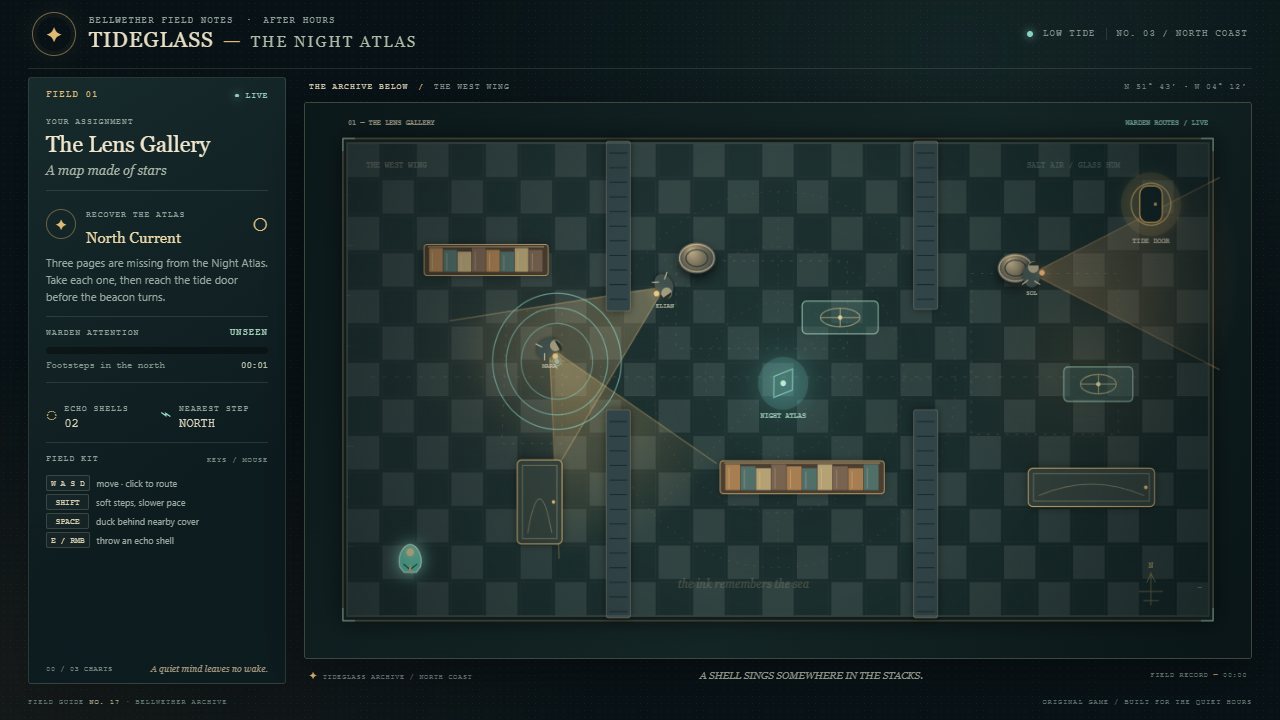 BELLWETHER FIELD NOTES · AFTER HOURS
TIDEGLASS — THE NIGHT ATLAS
LOW TIDE NO. 03 / NORTH COAST
FIELD 01
LIVE
YOUR ASSIGNMENT
The Lens Gallery
A map made of stars
RECOVER THE ATLAS
North Current
Three pages are missing from the Night Atlas.
Take each one, then reach the tide door
before the beacon turns.
WARDEN ATTENTION UNSEEN
Footsteps in the north 00:01
ECHO SHELLS
02
NEAREST STEP
NORTH
FIELD KIT KEYS / MOUSE
W A S D move · click to route
SHIFT soft steps, slower pace
SPACE duck behind nearby cover
E / RMB throw an echo shell
00 / 03 CHARTS A quiet mind leaves no wake.
THE ARCHIVE BELOW / THE WEST WING
N 51° 43' · W 04° 12'
01 — THE LENS GALLERY
WARDEN ROUTES / LIVE
THE WEST WING
SALT AIR / GLASS HUM
TIDE DOOR
SOL
ELIAN
MARA
NIGHT ATLAS
the ink remembers the sea
N
TIDEGLASS ARCHIVE / NORTH COAST
A SHELL SINGS SOMEWHERE IN THE STACKS.
FIELD RECORD — 00:00
FIELD GUIDE NO. 17 · BELLWETHER ARCHIVE
ORIGINAL GAME / BUILT FOR THE QUIET HOURS